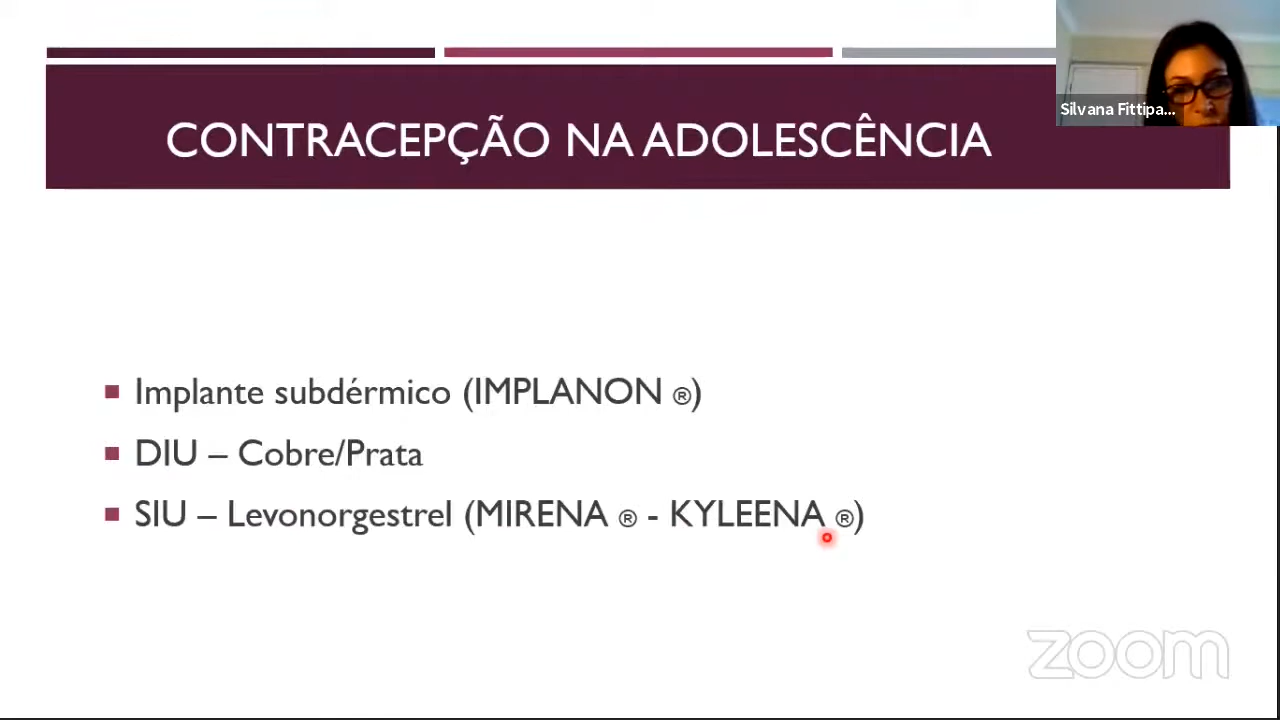 Silvana Fittipa...
CONTRACEPÇÃO NA ADOLESCÊNCIA
Implante subdérmico (IMPLANON ®)
DIU – Cobre/Prata
SIU – Levonorgestrel (MIRENA ® - KYLEENA ®)
zoom